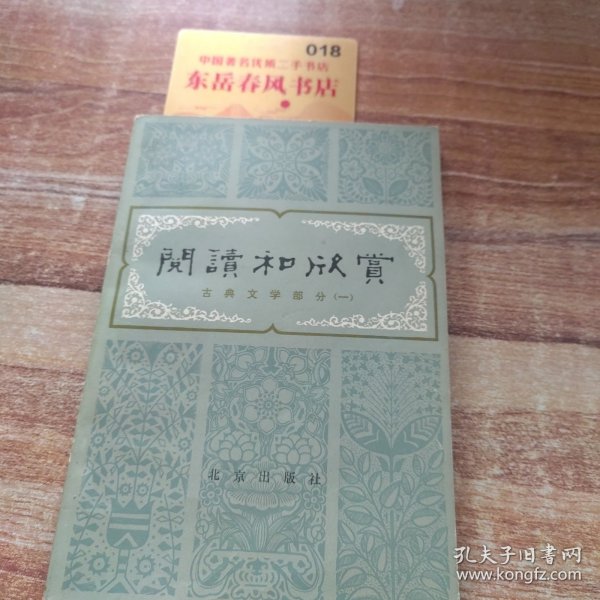 018
中国著名优质二手书店
东岳春风书店
閱讀和欣賞
古典文学部分(一)
北京出版社
孔夫子旧书网
www.kongfz.com